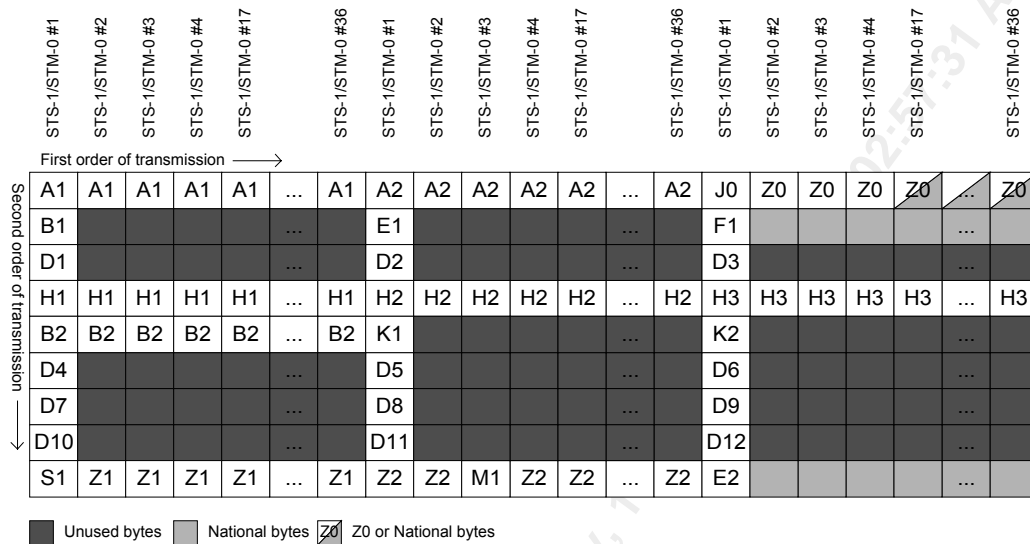 STS-1/STM-0 #1 STS-1/STM-0 #2 STS-1/STM-0 #3 STS-1/STM-0 #4 STS-1/STM-0 #17 STS-1/STM-0 #36 STS-1/STM-0 #1 STS-1/STM-0 #2 STS-1/STM-0 #3 STS-1/STM-0 #4 STS-1/STM-0 #17 STS-1/STM-0 #36 STS-1/STM-0 #1 STS-1/STM-0 #2 STS-1/STM-0 #3 STS-1/STM-0 #4 STS-1/STM-0 #17 STS-1/STM-0 #36
First order of transmission
Second order of transmission
A1 A1 A1 A1 A1 ... A1 A2 A2 A2 A2 A2 ... A2 J0 Z0 Z0 Z0 Z0 ... Z0
B1 ... E1 ... F1 ...
D1 ... D2 ... D3 ...
H1 H1 H1 H1 H1 ... H1 H2 H2 H2 H2 H2 ... H2 H3 H3 H3 H3 H3 ... H3
B2 B2 B2 B2 B2 ... B2 K1 ... K2 ...
D4 ... D5 ... D6 ...
D7 ... D8 ... D9 ...
D10 ... D11 ... D12 ...
S1 Z1 Z1 Z1 Z1 ... Z1 Z2 Z2 M1 Z2 Z2 ... Z2 E2 ...
Unused bytes National bytes Z0 Z0 or National bytes
02:57:31 A